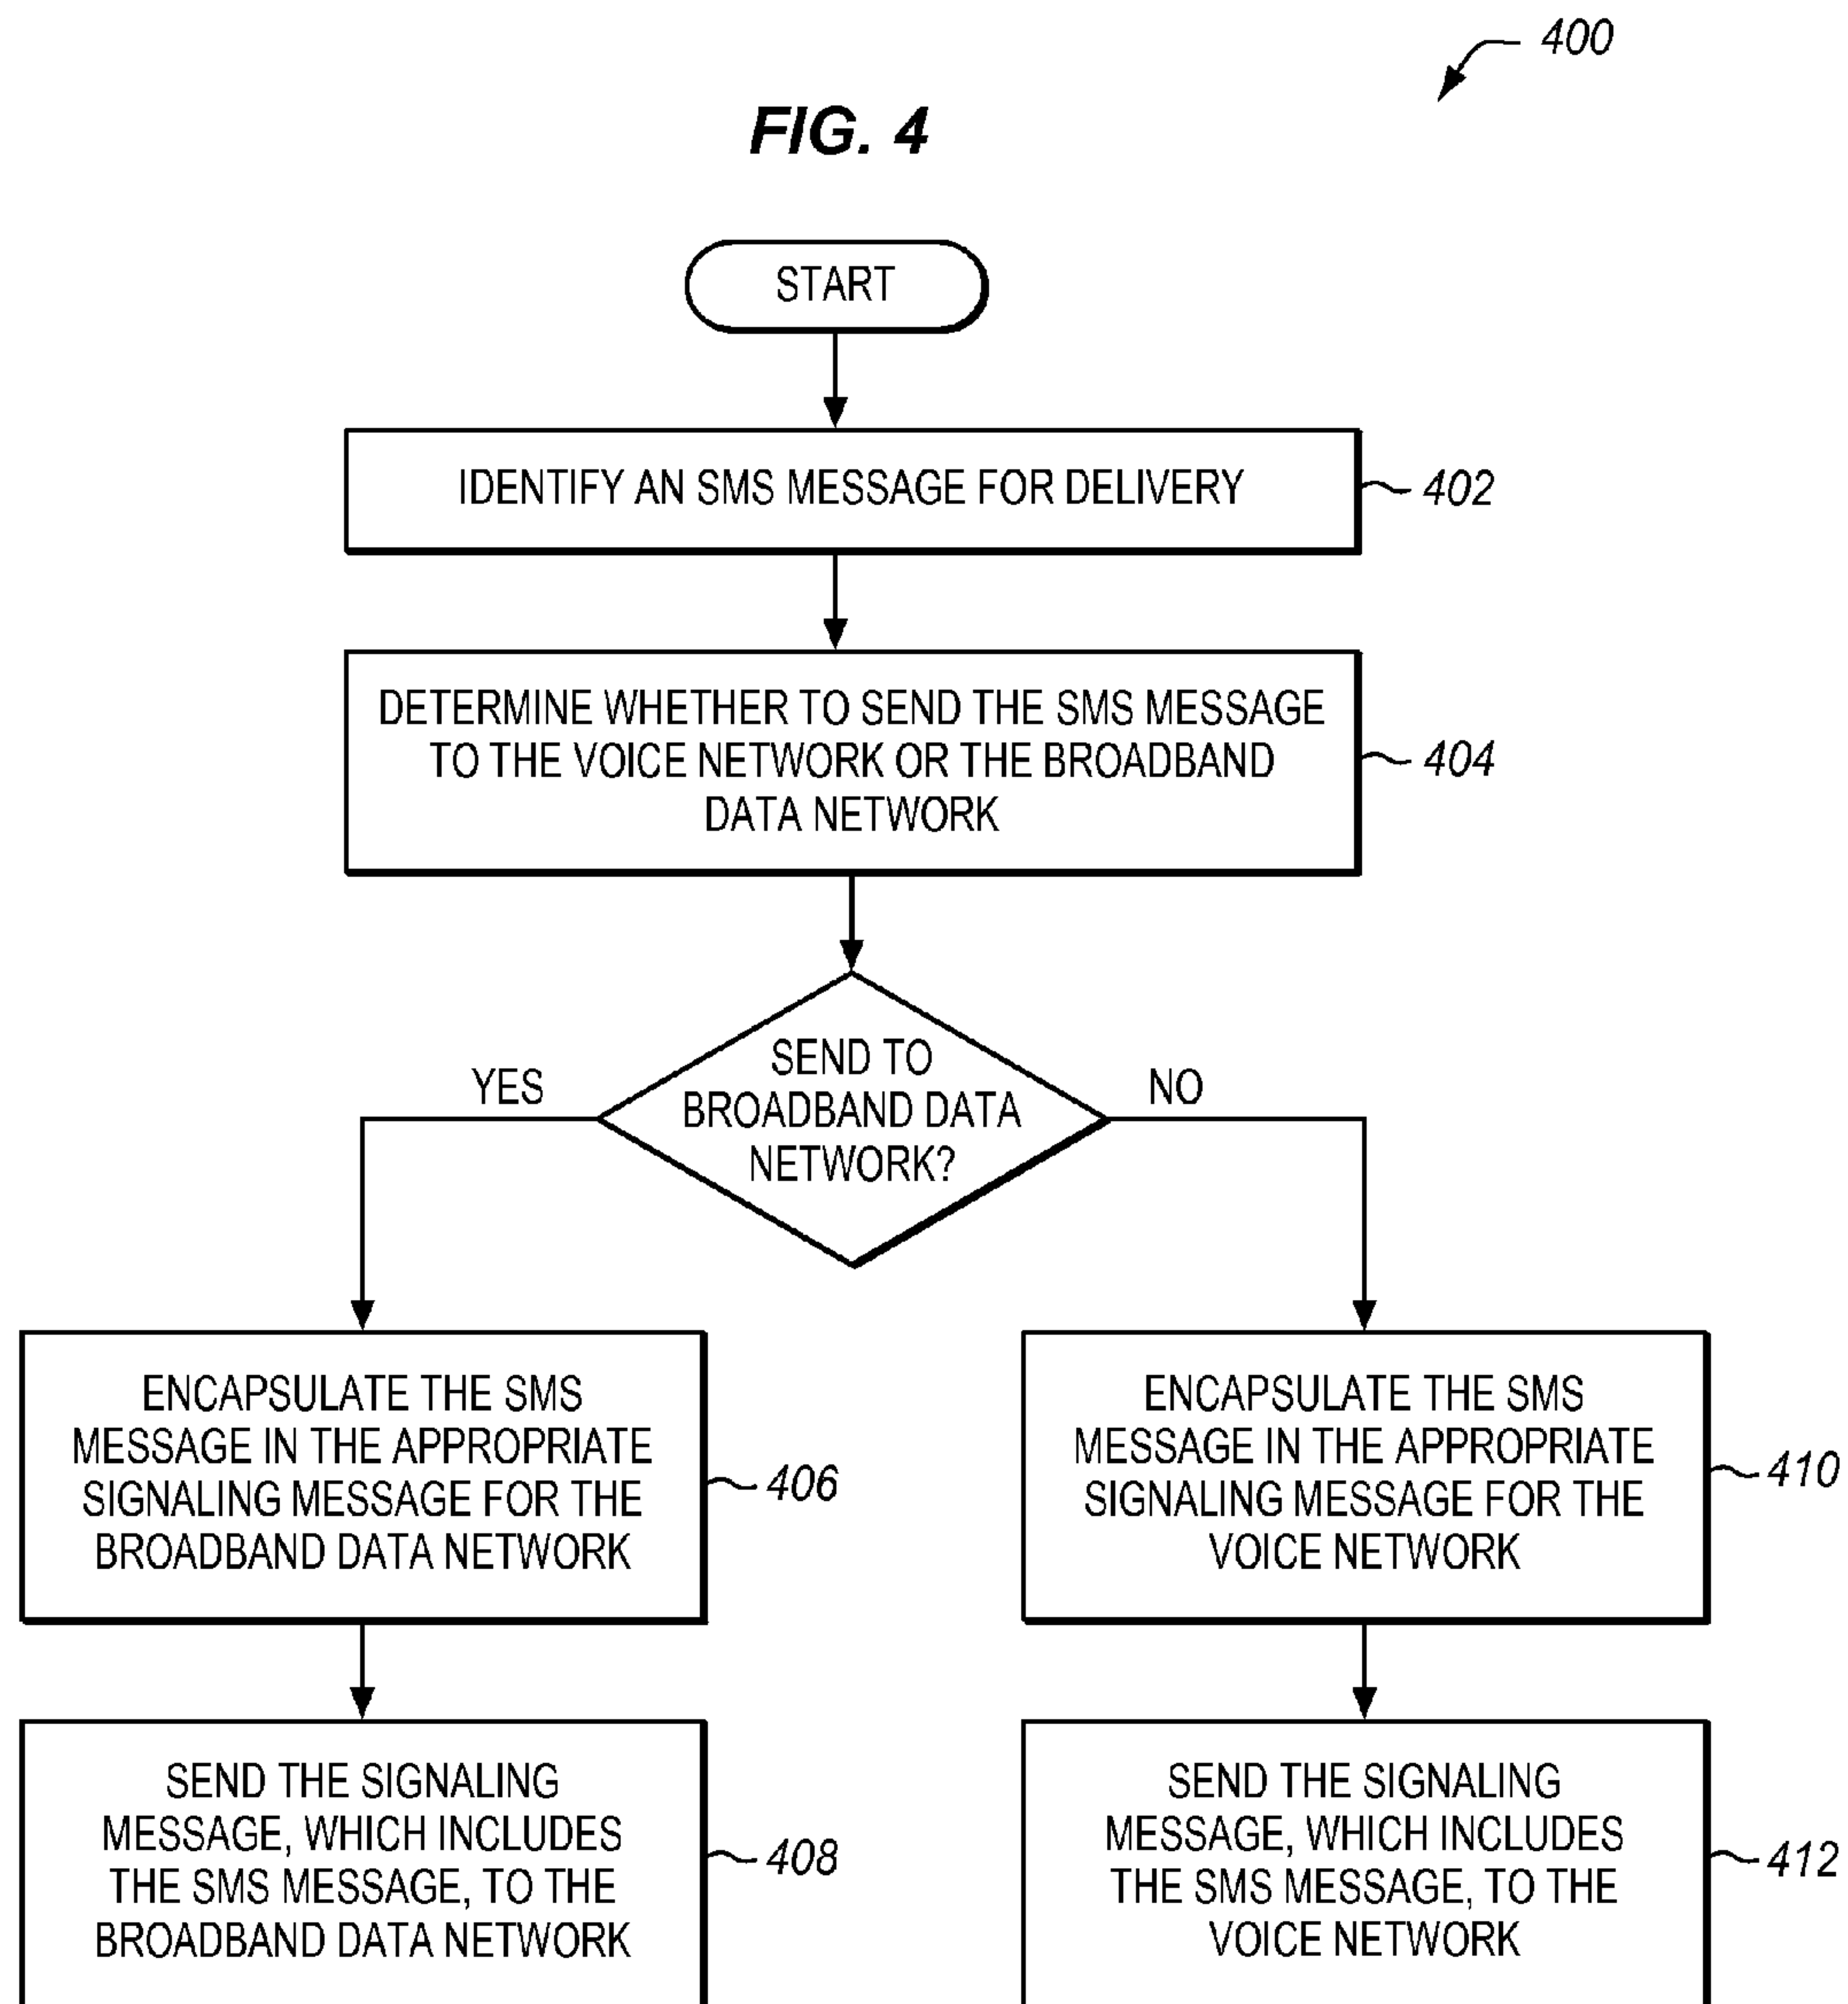 400
FIG. 4
START
IDENTIFY AN SMS MESSAGE FOR DELIVERY
402
DETERMINE WHETHER TO SEND THE SMS MESSAGE
TO THE VOICE NETWORK OR THE BROADBAND
DATA NETWORK
404
SEND TO
BROADBAND DATA
NETWORK?
YES
NO
ENCAPSULATE THE SMS
MESSAGE IN THE APPROPRIATE
SIGNALING MESSAGE FOR THE
BROADBAND DATA NETWORK
406
ENCAPSULATE THE SMS
MESSAGE IN THE APPROPRIATE
SIGNALING MESSAGE FOR THE
VOICE NETWORK
410
SEND THE SIGNALING
MESSAGE, WHICH INCLUDES
THE SMS MESSAGE, TO THE
BROADBAND DATA NETWORK
408
SEND THE SIGNALING
MESSAGE, WHICH INCLUDES
THE SMS MESSAGE, TO THE
VOICE NETWORK
412